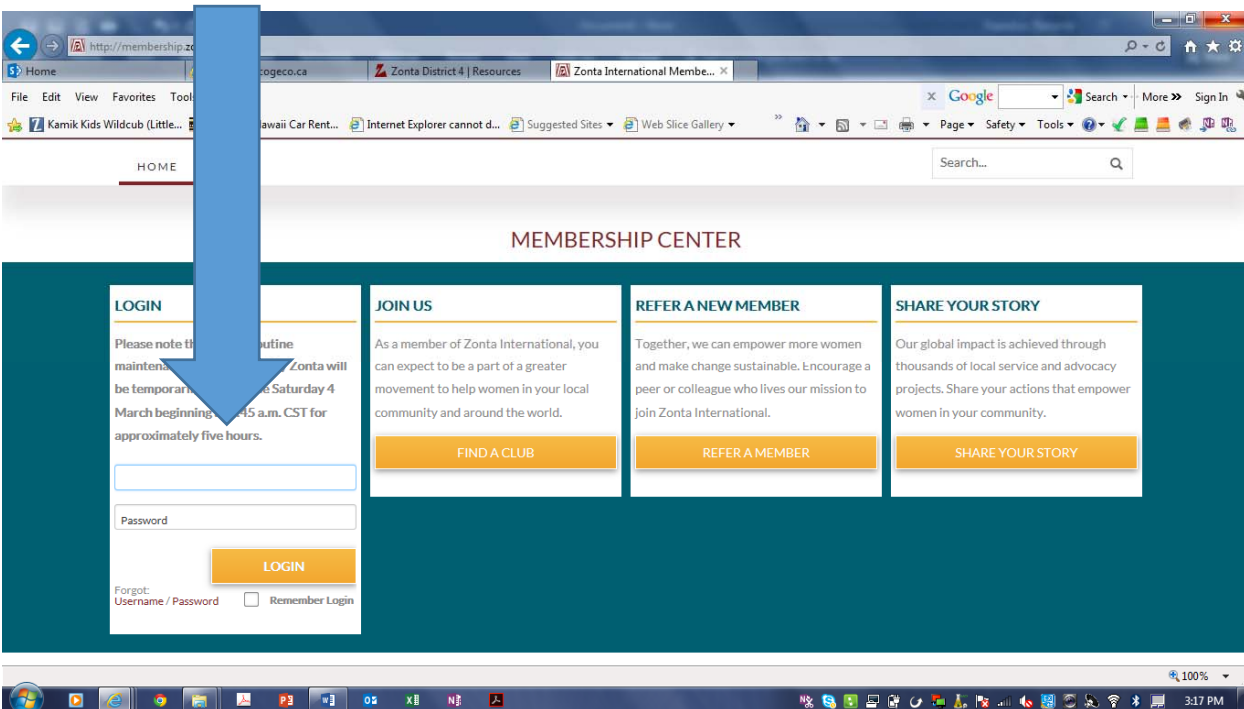 http://membership.zo
Home
cogeco.ca
Zonta District 4 | Resources
Zonta International Membe...
File Edit View Favorites Tool
x Google
Search
More »
Sign In
Kamik Kids Wildcub (Little...
Hawaii Car Rent...
Internet Explorer cannot d...
Suggested Sites
Web Slice Gallery
Page Safety Tools
HOME
Search...
MEMBERSHIP CENTER
LOGIN
Please note th utine
maintena Zonta will
be temporar Saturday 4
March beginning 45 a.m. CST for
approximately five hours.
Password
LOGIN
Forgot:
Username / Password
Remember Login
JOIN US
As a member of Zonta International, you
can expect to be a part of a greater
movement to help women in your local
community and around the world.
FIND A CLUB
REFER A NEW MEMBER
Together, we can empower more women
and make change sustainable. Encourage a
peer or colleague who lives our mission to
join Zonta International.
REFER A MEMBER
SHARE YOUR STORY
Our global impact is achieved through
thousands of local service and advocacy
projects. Share your actions that empower
women in your community.
SHARE YOUR STORY
100%
3:17 PM